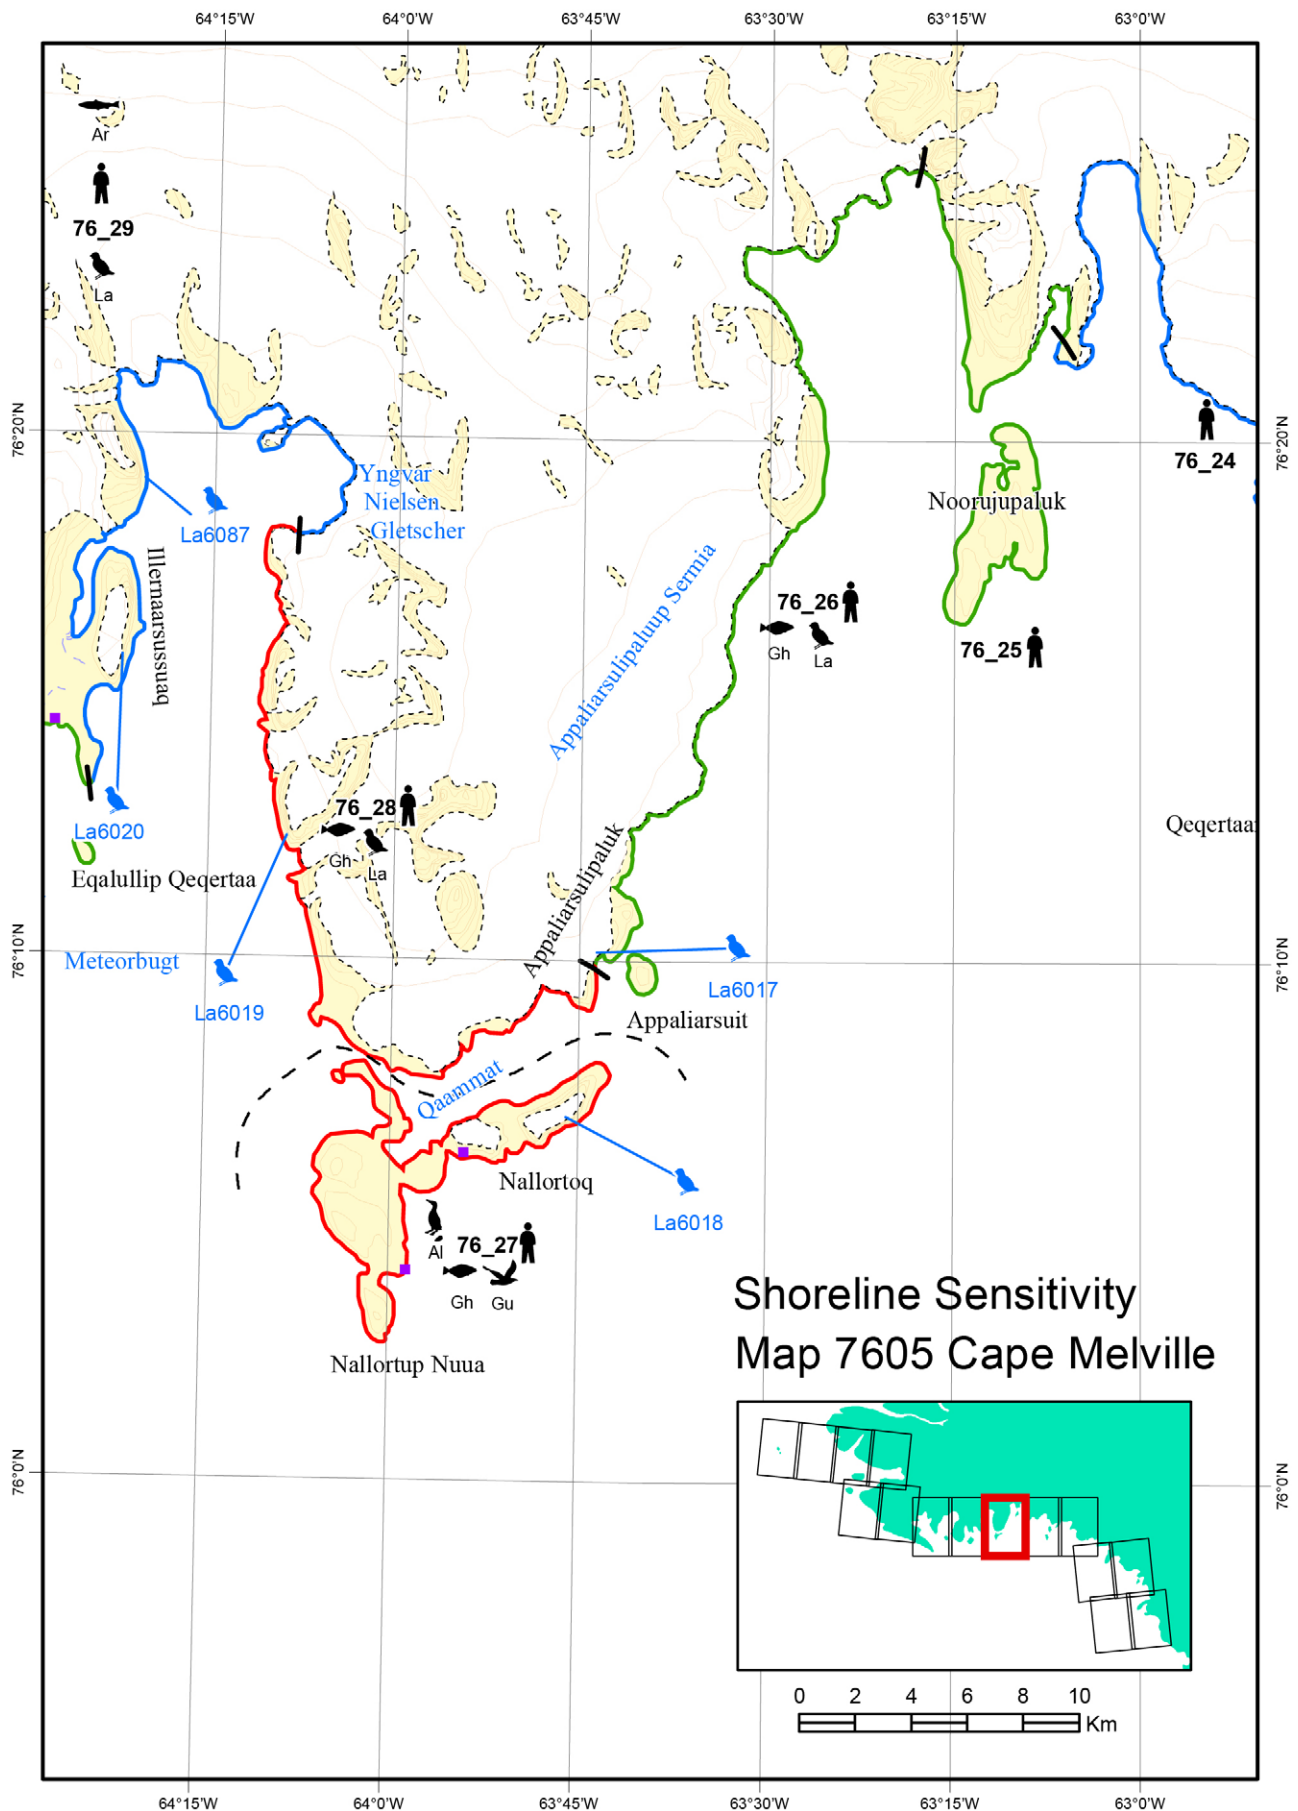 64°15'W
64°0'W
63°45'W
63°30'W
63°15'W
63°0'W
Ar
76_29
La
76°20'N
76°20'N
Yngvar
Nielsen
Gletscher
La6087
76_24
Noorujupaluk
Illernaarsussuaq
Appaliarsulipaluup Sermia
76_26
Gh
La
76_25
La6020
76_28
Gh
La
Qeqertaa
Eqalullip Qeqertaa
Appaliarsulipaluk
Meteorbugt
76°10'N
76°10'N
La6019
La6017
Appaliarsuit
Qaammat
Nallortoq
La6018
Al
76_27
Gh
Gu
Nallortup Nuua
Shoreline Sensitivity
Map 7605 Cape Melville
76°0'N
76°0'N
0 2 4 6 8 10
Km
64°15'W
64°0'W
63°45'W
63°30'W
63°15'W
63°0'W